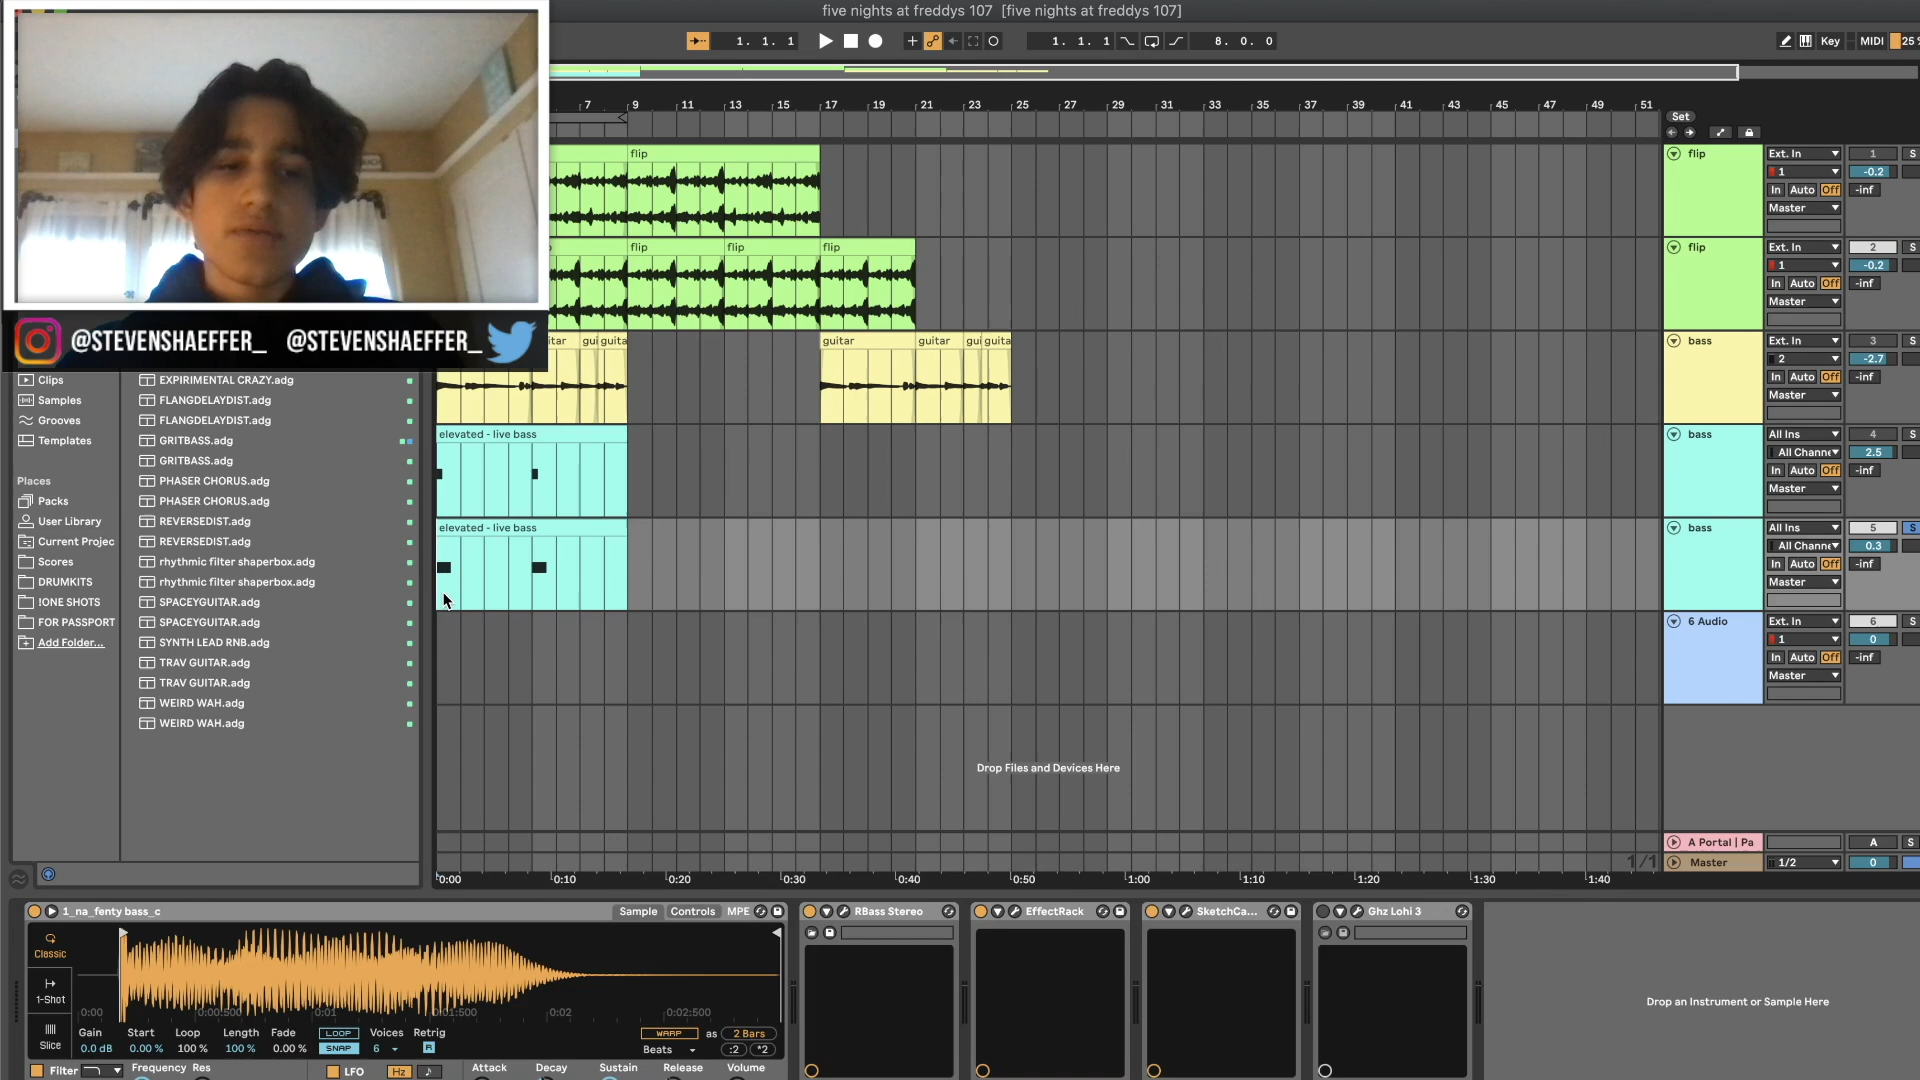 five nights at freddys 107 [five nights at freddys 107]
1. 1. 1
1. 1. 1
8. 0. 0
Key
MIDI
25 %
7 9 11 13 15 17 19 21 23 25 27 29 31 33 35 37 39 41 43 45 47 49 51
Set
@STEVENSHAEFFER_ @STEVENSHAEFFER_
flip
flip flip flip
itar gui guita
guitar guitar gui guita
elevated - live bass
elevated - live bass
flip Ext. In 1 S
1 -0.2
In Auto Off -inf
Master
flip Ext. In 2 S
1 -0.2
In Auto Off -inf
Master
bass Ext. In 3 S
2 -2.7
In Auto Off -inf
Master
bass All Ins 4 S
All Channe 2.5
In Auto Off -inf
Master
bass All Ins 5 S
All Channe 0.3
In Auto Off -inf
Master
6 Audio Ext. In 6 S
1 0
In Auto Off -inf
Master
Clips
Samples
Grooves
Templates
Places
Packs
User Library
Current Projec
Scores
DRUMKITS
!ONE SHOTS
FOR PASSPORT
Add Folder...
EXPIRIMENTAL CRAZY.adg
FLANGDELAYDIST.adg
FLANGDELAYDIST.adg
GRITBASS.adg
GRITBASS.adg
PHASER CHORUS.adg
PHASER CHORUS.adg
REVERSEDIST.adg
REVERSEDIST.adg
rhythmic filter shaperbox.adg
rhythmic filter shaperbox.adg
SPACEYGUITAR.adg
SPACEYGUITAR.adg
SYNTH LEAD RNB.adg
TRAV GUITAR.adg
TRAV GUITAR.adg
WEIRD WAH.adg
WEIRD WAH.adg
Drop Files and Devices Here
A Portal | Pa A S
1/1 Master 1/2 0
0:00 0:10 0:20 0:30 0:40 0:50 1:00 1:10 1:20 1:30 1:40
1_na_fenty bass_c Sample Controls MPE
Classic
1-Shot
Slice
0:00 0:00:500 0:01 0:01:500 0:02 0:02:500
Gain Start Loop Length Fade LOOP Voices Retrig WARP as 2 Bars
0.0 dB 0.00 % 100 % 100 % 0.00 % SNAP 6 R Beats :2 *2
Filter Frequency Res LFO Hz Attack Decay Sustain Release Volume
RBass Stereo
EffectRack
SketchCa...
Ghz Lohi 3
Drop an Instrument or Sample Here